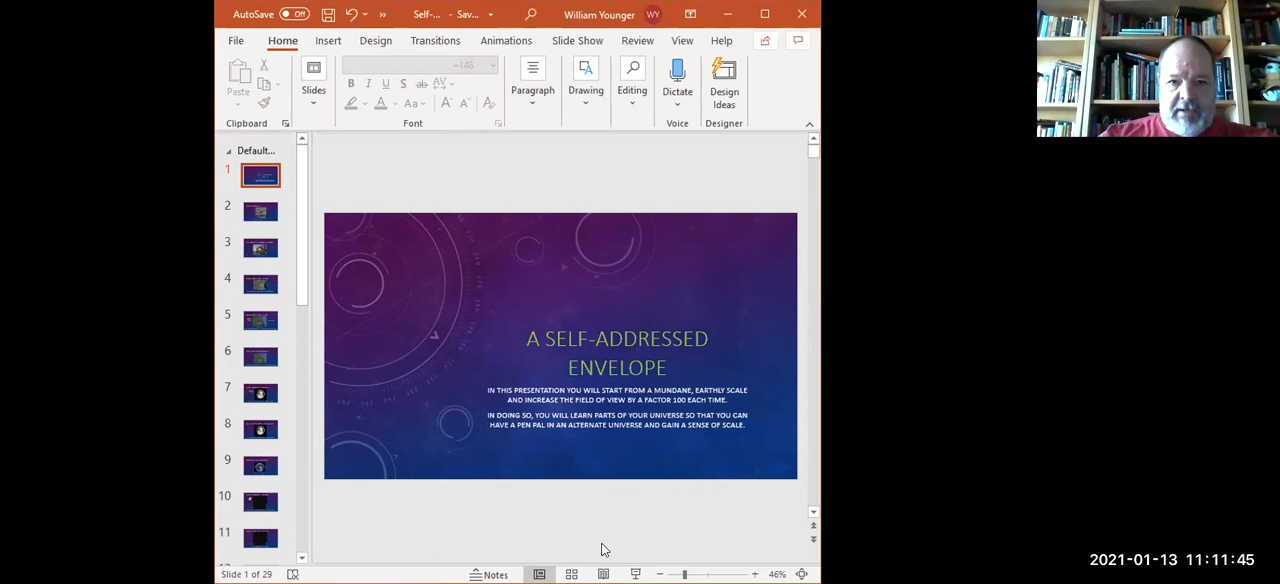 AutoSave Off » Self-... - Sav... William Younger WY
File Home Insert Design Transitions Animations Slide Show Review View Help
48
B I U S ab AV
A Aa A A A
Paste Slides Paragraph Drawing Editing Dictate Design
Ideas
Clipboard Font Voice Designer
Default...
1
2
3
4
5
6
7
8
9
10
11
A SELF-ADDRESSED
ENVELOPE
IN THIS PRESENTATION YOU WILL START FROM A MUNDANE, EARTHLY SCALE
AND INCREASE THE FIELD OF VIEW BY A FACTOR 100 EACH TIME.
IN DOING SO, YOU WILL LEARN PARTS OF YOUR UNIVERSE SO THAT YOU CAN
HAVE A PEN PAL IN AN ALTERNATE UNIVERSE AND GAIN A SENSE OF SCALE.
Slide 1 of 29 Notes 46%
2021-01-13 11:11:45